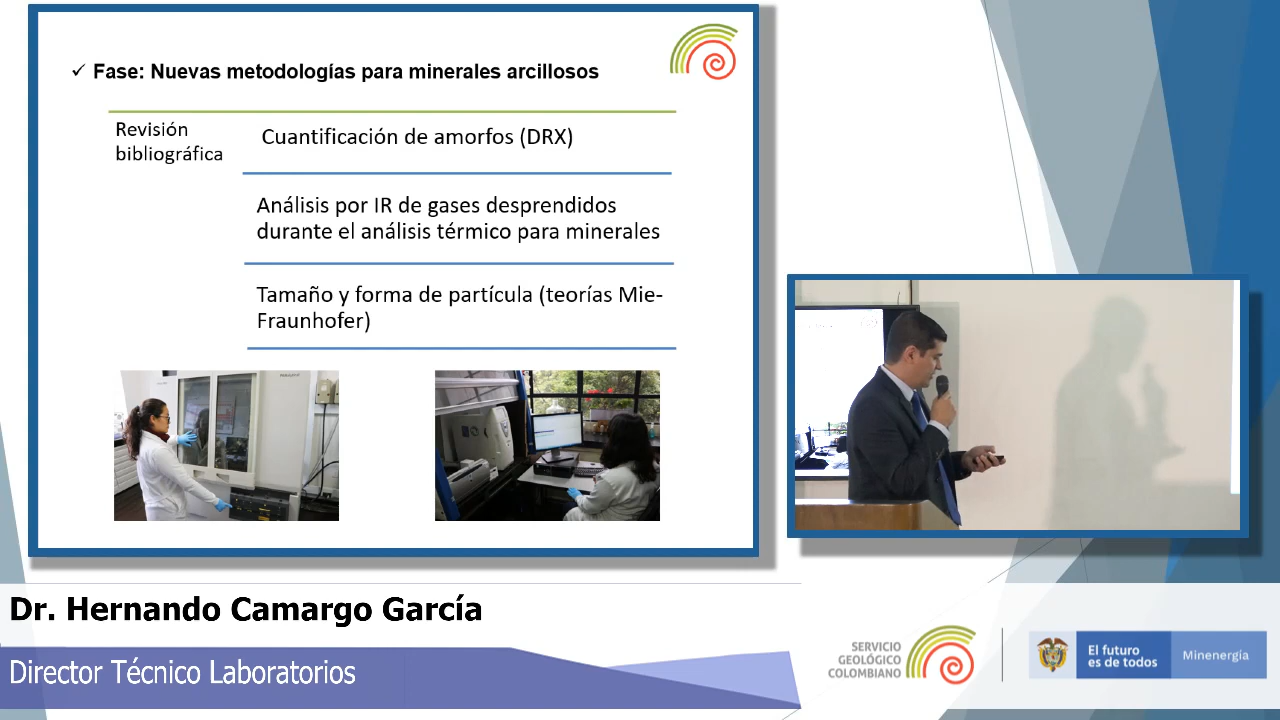 ✓ Fase: Nuevas metodologías para minerales arcillosos
Revisión
bibliográfica
Cuantificación de amorfos (DRX)
Análisis por IR de gases desprendidos
durante el análisis térmico para minerales
Tamaño y forma de partícula (teorías Mie-
Fraunhofer)
Dr. Hernando Camargo García
Director Técnico Laboratorios
SERVICIO
GEOLÓGICO
COLOMBIANO
El futuro
es de todos
Minenergía